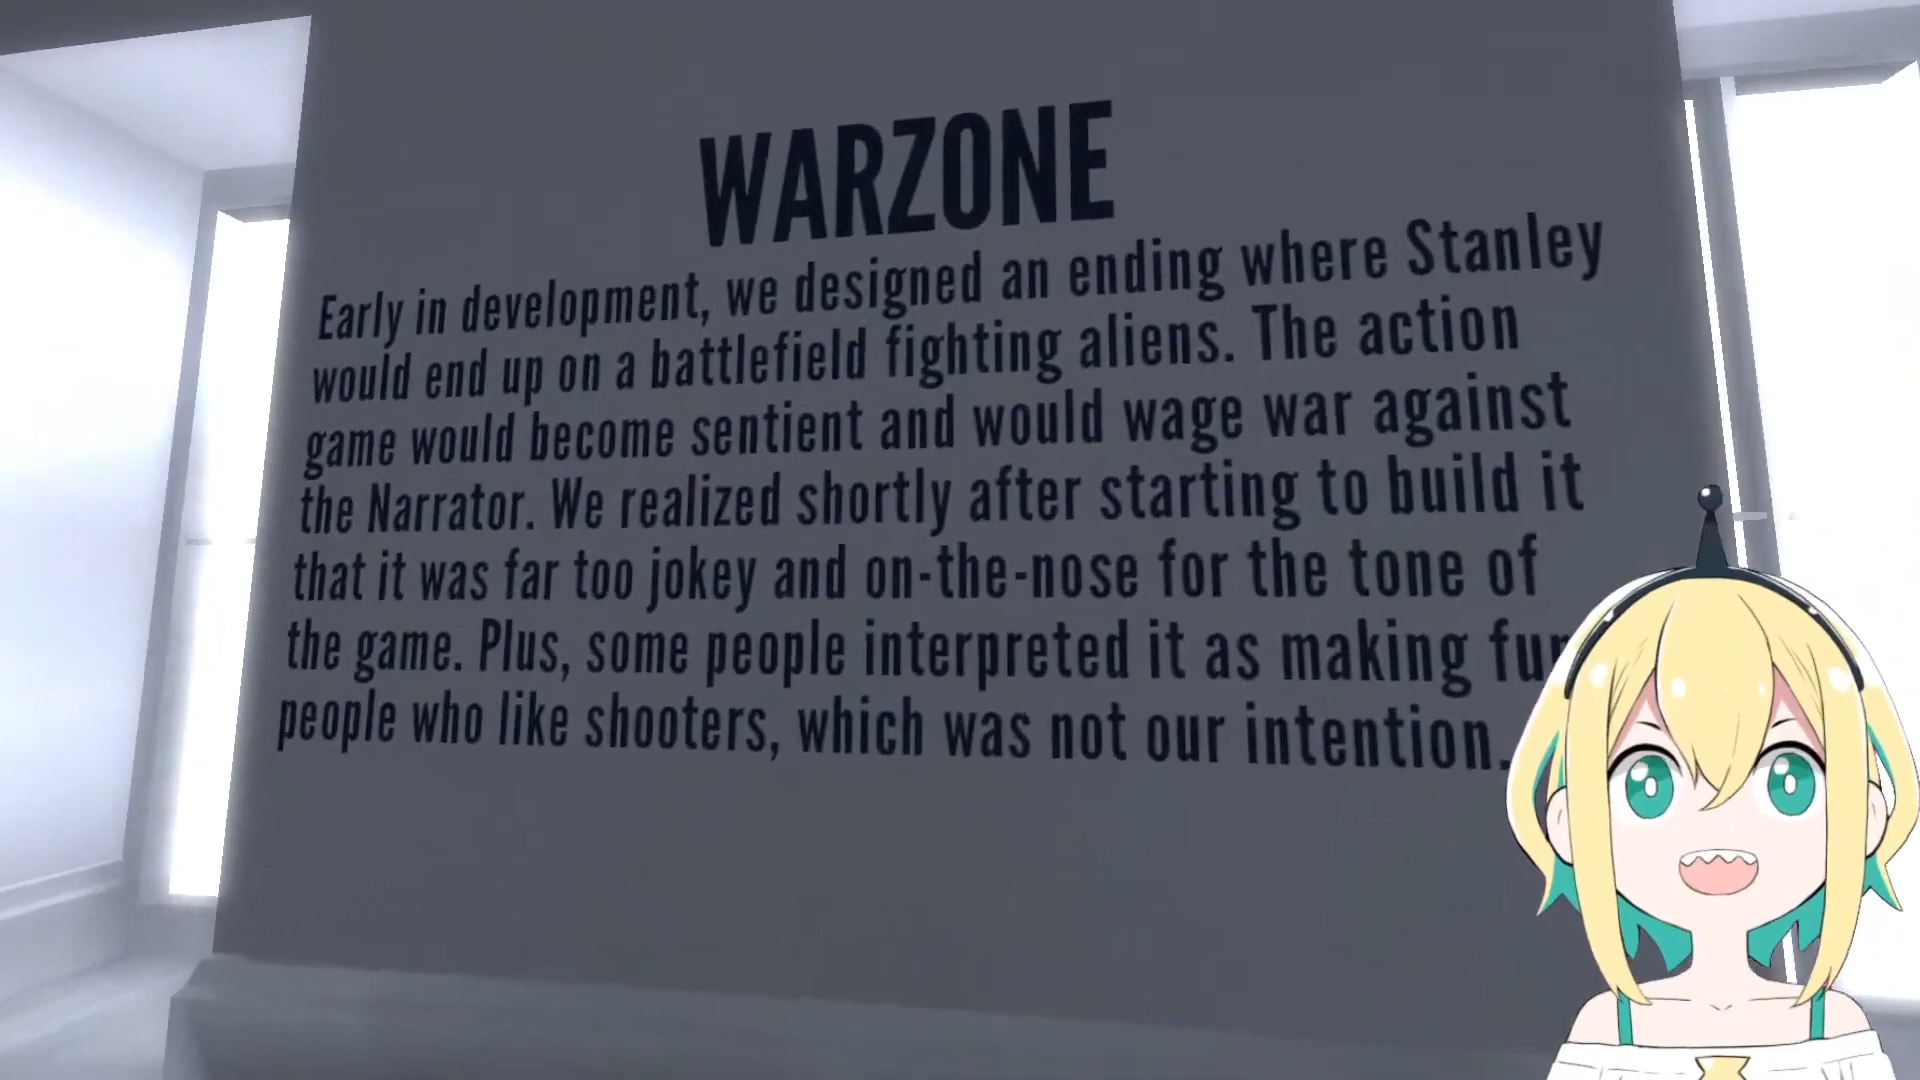 WARZONE
Early in development, we designed an ending where Stanley
would end up on a battlefield fighting aliens. The action
game would become sentient and would wage war against
the Narrator. We realized shortly after starting to build it
that it was far too jokey and on-the-nose for the tone of
the game. Plus, some people interpreted it as making
people who like shooters, which was not our intention.